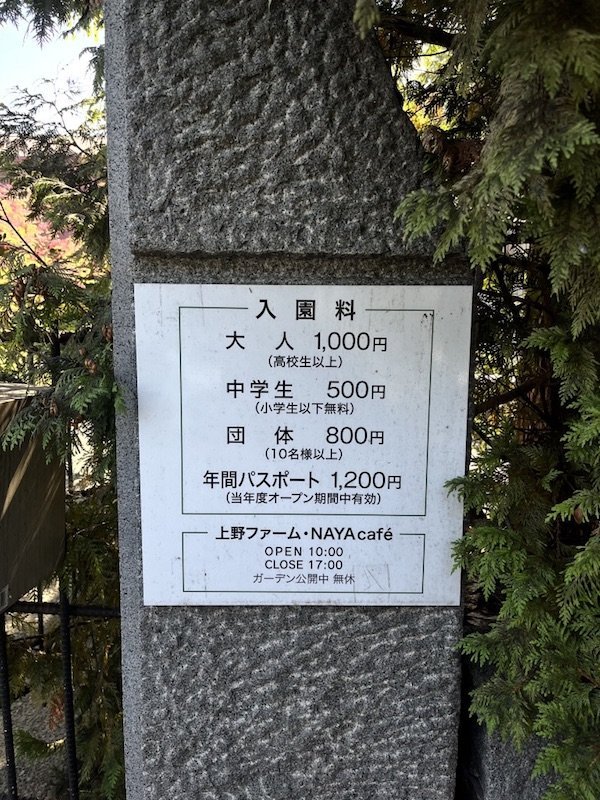 入園料
大人 1,000円
(高校生以上)
中学生 500円
(小学生以下無料)
団体 800円
(10名様以上)
年間パスポート 1,200円
(当年度オープン期間中有効)
上野ファーム・NAYA café
OPEN 10:00
CLOSE 17:00
ガーデン公開中 無休